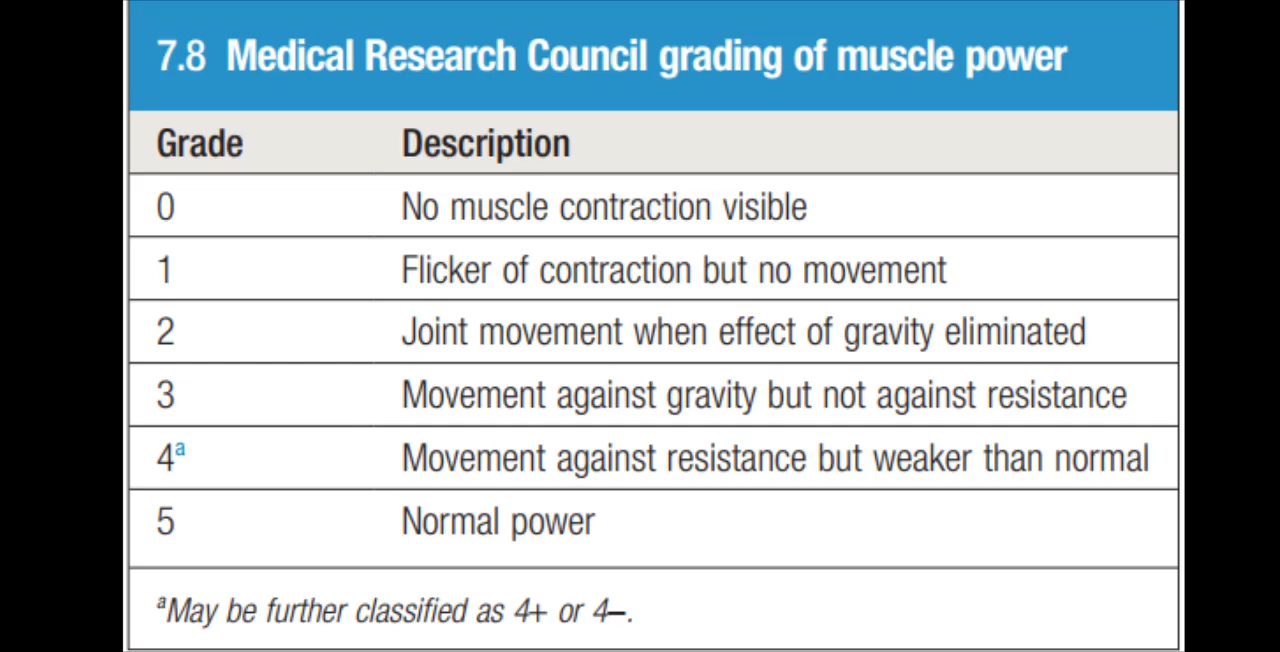 7.8 Medical Research Council grading of muscle power
Grade Description
0 No muscle contraction visible
1 Flicker of contraction but no movement
2 Joint movement when effect of gravity eliminated
3 Movement against gravity but not against resistance
4a Movement against resistance but weaker than normal
5 Normal power
aMay be further classified as 4+ or 4–.